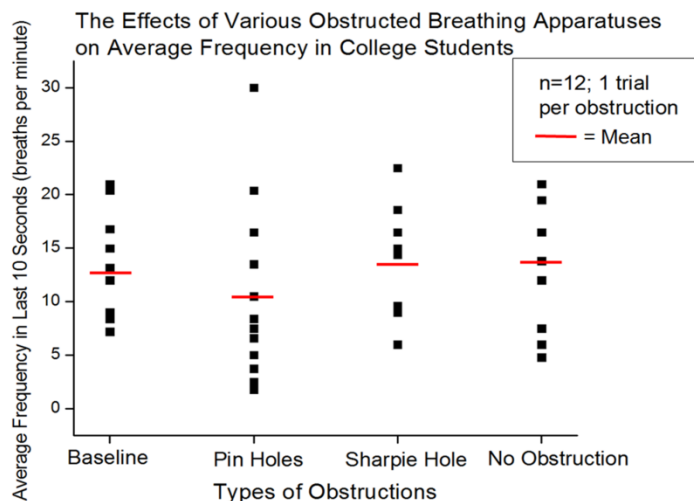 The Effects of Various Obstructed Breathing Apparatuses
on Average Frequency in College Students
n=12; 1 trial
per obstruction
= Mean
Average Frequency in Last 10 Seconds (breaths per minute)
30
25
20
15
10
5
0
Baseline
Pin Holes
Sharpie Hole
No Obstruction
Types of Obstructions